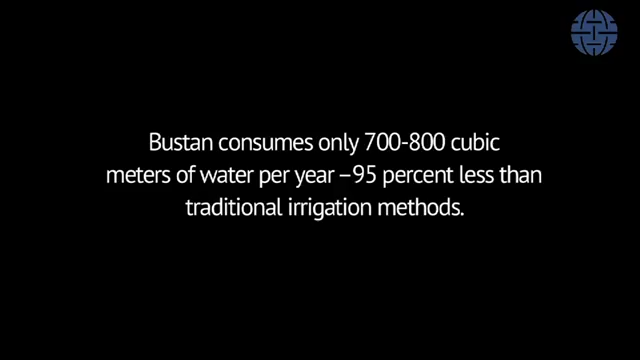 Bustan consumes only 700-800 cubic
meters of water per year –95 percent less than
traditional irrigation methods.